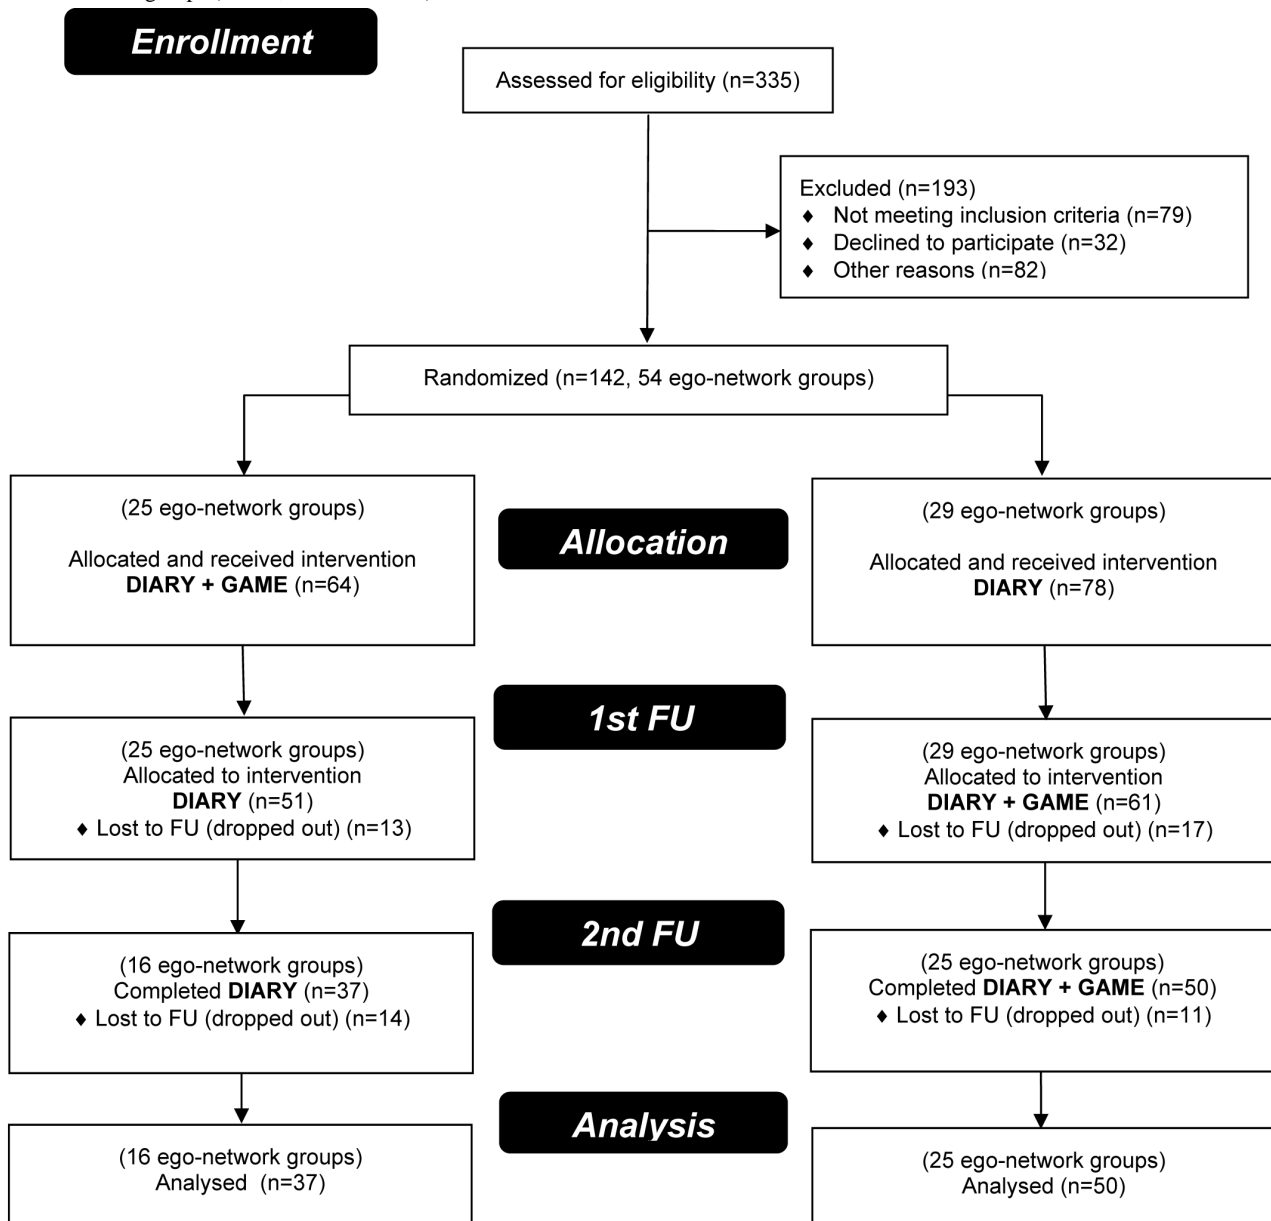 Enrollment
Assessed for eligibility (n=335)
Excluded (n=193)
♦ Not meeting inclusion criteria (n=79)
♦ Declined to participate (n=32)
♦ Other reasons (n=82)
Randomized (n=142, 54 ego-network groups)
(25 ego-network groups)
Allocated and received intervention
DIARY + GAME (n=64)
Allocation
(29 ego-network groups)
Allocated and received intervention
DIARY (n=78)
1st FU
(25 ego-network groups)
Allocated to intervention
DIARY (n=51)
♦ Lost to FU (dropped out) (n=13)
(29 ego-network groups)
Allocated to intervention
DIARY + GAME (n=61)
♦ Lost to FU (dropped out) (n=17)
2nd FU
(16 ego-network groups)
Completed DIARY (n=37)
♦ Lost to FU (dropped out) (n=14)
(25 ego-network groups)
Completed DIARY + GAME (n=50)
♦ Lost to FU (dropped out) (n=11)
Analysis
(16 ego-network groups)
Analysed (n=37)
(25 ego-network groups)
Analysed (n=50)